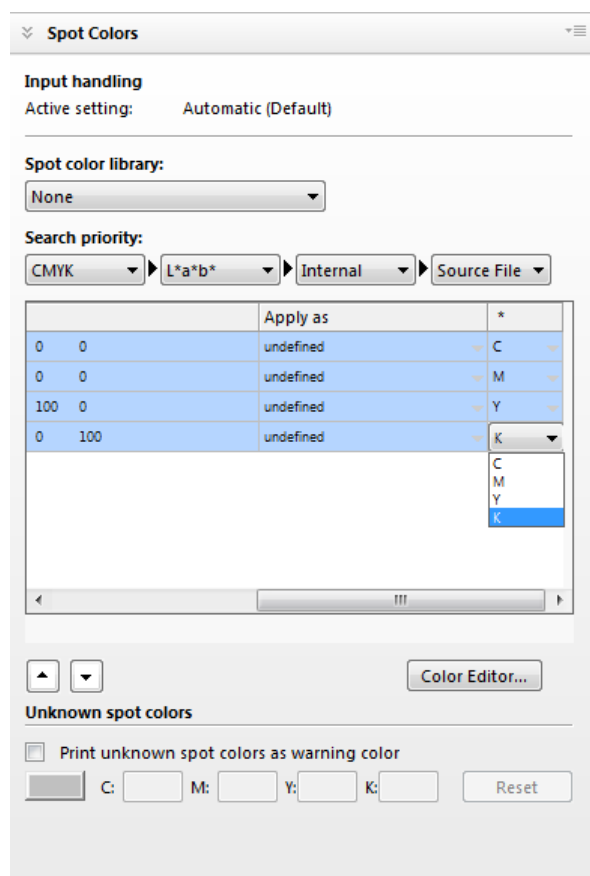 Spot Colors
Input handling
Active setting: Automatic (Default)
Spot color library:
None
Search priority:
CMYK L*a*b* Internal Source File
Apply as *
0 0 undefined C
0 0 undefined M
100 0 undefined Y
0 100 undefined K
C
M
Y
K
Color Editor...
Unknown spot colors
Print unknown spot colors as warning color
C: M: Y: K: Reset